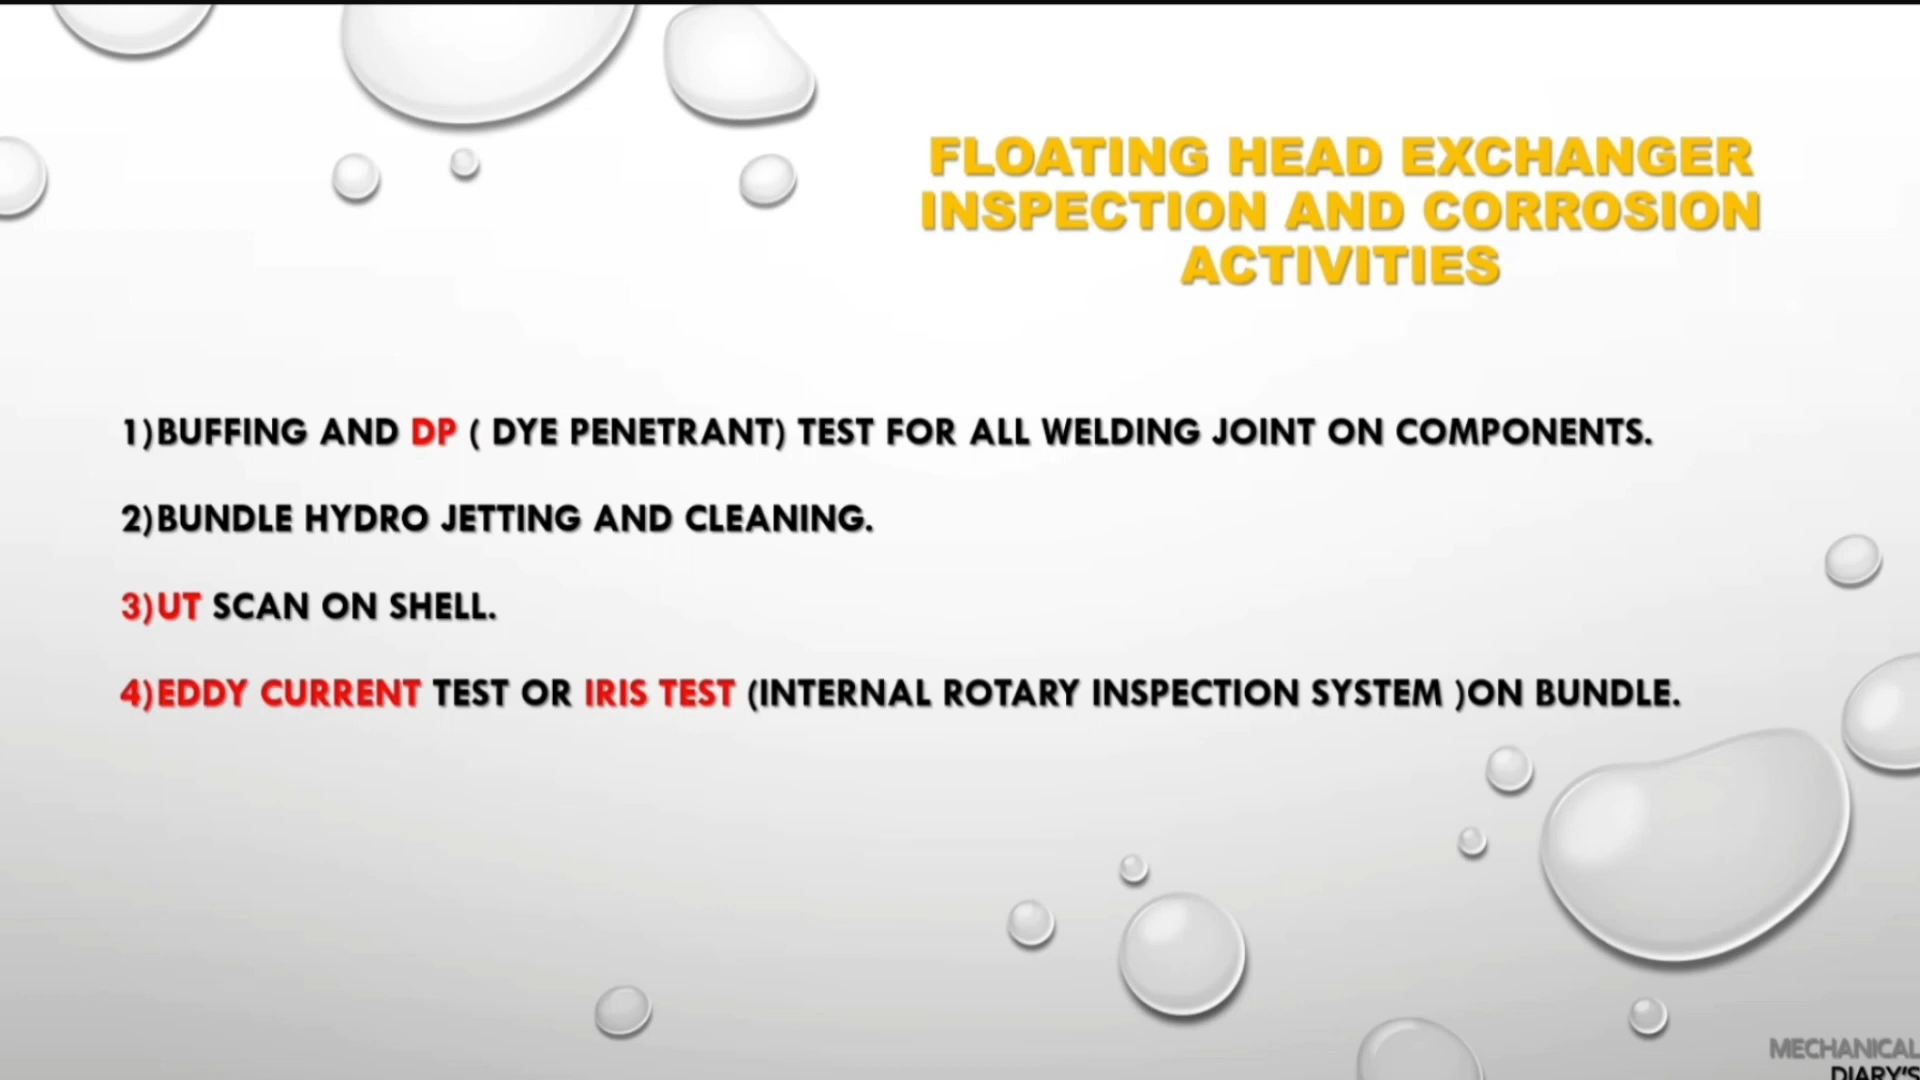 FLOATING HEAD EXCHANGER
INSPECTION AND CORROSION
ACTIVITIES
1)BUFFING AND DP ( DYE PENETRANT) TEST FOR ALL WELDING JOINT ON COMPONENTS.
2)BUNDLE HYDRO JETTING AND CLEANING.
3)UT SCAN ON SHELL.
4)EDDY CURRENT TEST OR IRIS TEST (INTERNAL ROTARY INSPECTION SYSTEM )ON BUNDLE.
MECHANICAL
DIARY'S